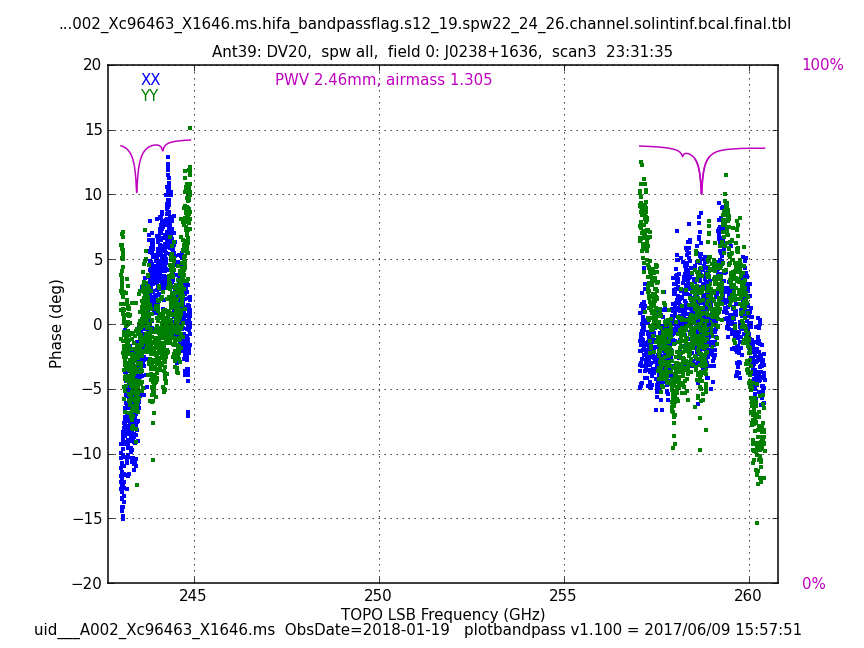 ...002_Xc96463_X1646.ms.hifa_bandpassflag.s12_19.spw22_24_26.channel.solintinf.bcal.final.tbl
Ant39: DV20,  spw all,  field 0: J0238+1636,  scan3  23:31:35
20
100%
XX
PWV 2.46mm, airmass 1.305
YY
15
10
5
0
Phase (deg)
−5
−10
−15
−20
0%
245
250
255
260
TOPO LSB Frequency (GHz)
uid___A002_Xc96463_X1646.ms  ObsDate=2018-01-19   plotbandpass v1.100 = 2017/06/09 15:57:51